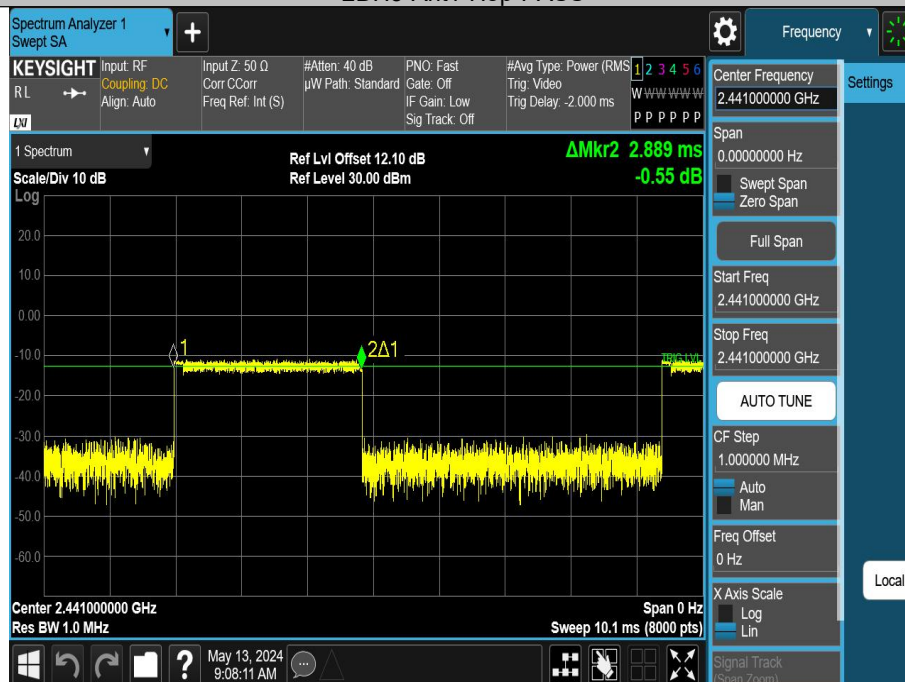 Spectrum Analyzer 1
Swept SA
Frequency
KEYSIGHT
RL
LXI
Input: RF
Coupling: DC
Align: Auto
Input Z: 50 Ω
Corr CCorr
Freq Ref: Int (S)
#Atten: 40 dB
µW Path: Standard
PNO: Fast
Gate: Off
IF Gain: Low
Sig Track: Off
#Avg Type: Power (RMS
Trig: Video
Trig Delay: -2.000 ms
1 2 3 4 5 6
W W W W W W
P P P P P P
1 Spectrum
Scale/Div 10 dB
Log
Ref Lvl Offset 12.10 dB
Ref Level 30.00 dBm
ΔMkr2 2.889 ms
-0.55 dB
20.0
10.0
0.00
-10.0
-20.0
-30.0
-40.0
-50.0
-60.0
1
2Δ1
TRIG LVL
Center 2.441000000 GHz
Res BW 1.0 MHz
Span 0 Hz
Sweep 10.1 ms (8000 pts)
May 13, 2024
9:08:11 AM
Center Frequency
2.441000000 GHz
Settings
Span
0.00000000 Hz
Swept Span
Zero Span
Full Span
Start Freq
2.441000000 GHz
Stop Freq
2.441000000 GHz
AUTO TUNE
CF Step
1.000000 MHz
Auto
Man
Freq Offset
0 Hz
Local
X Axis Scale
Log
Lin
Signal Track
(Span Zoom)